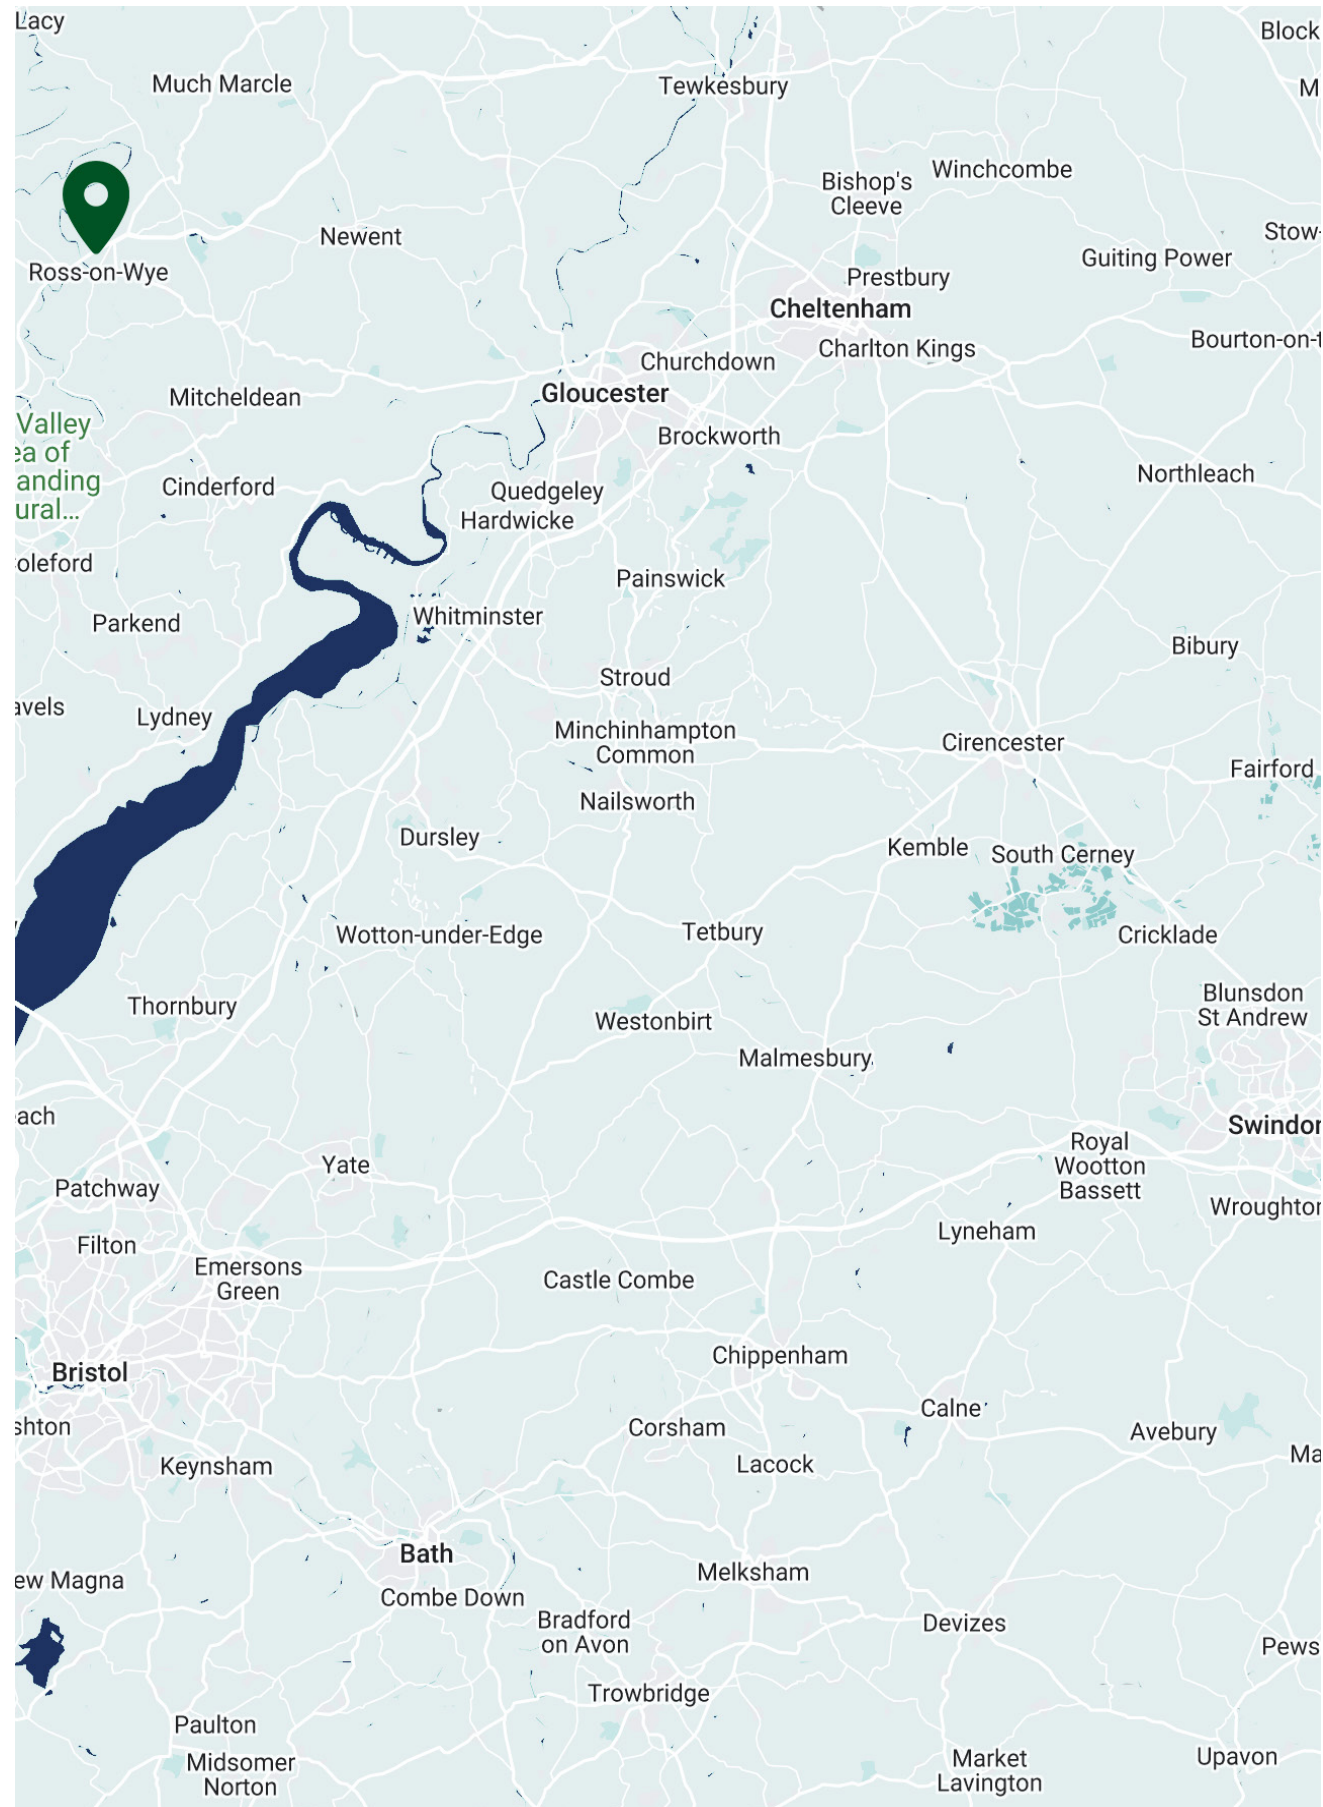 Lacy
Block
Much Marcle
Tewkesbury
M
Winchcombe
Bishop's
Cleeve
Newent
Stow-
Guiting Power
Ross-on-Wye
Prestbury
Cheltenham
Bourton-on-t
Charlton Kings
Churchdown
Gloucester
Mitcheldean
Valley
ea of
anding
ural...
Brockworth
Northleach
Cinderford
Quedgeley
Hardwicke
oleford
Painswick
Whitminster
Parkend
Bibury
Stroud
avels
Lydney
Minchinhampton
Common
Cirencester
Fairford
Nailsworth
Dursley
Kemble
South Cerney
Wotton-under-Edge
Tetbury
Cricklade
Thornbury
Blunsdon
St Andrew
Westonbirt
Malmesbury
ach
Swindon
Royal
Wootton
Bassett
Yate
Patchway
Wroughton
Lyneham
Filton
Emersons
Green
Castle Combe
Chippenham
Bristol
Calne
shton
Corsham
Avebury
Ma
Lacock
Keynsham
Bath
Melksham
ew Magna
Combe Down
Bradford
on Avon
Devizes
Pews
Trowbridge
Paulton
Midsomer
Norton
Market
Lavington
Upavon